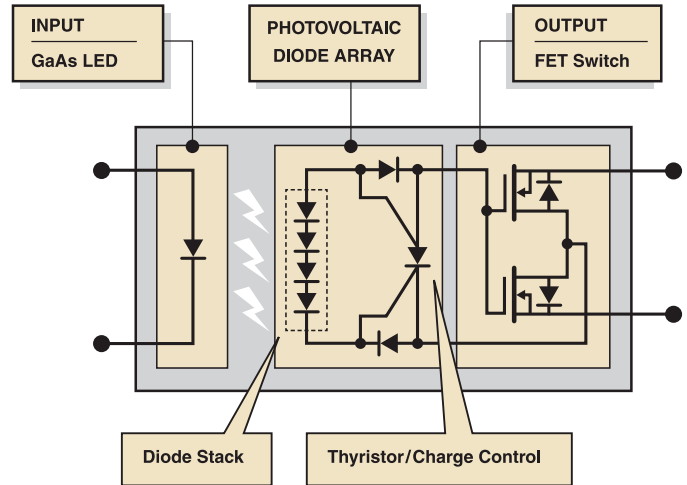 INPUT
GaAs LED
PHOTOVOLTAIC
DIODE ARRAY
OUTPUT
FET Switch
Diode Stack
Thyristor/Charge Control